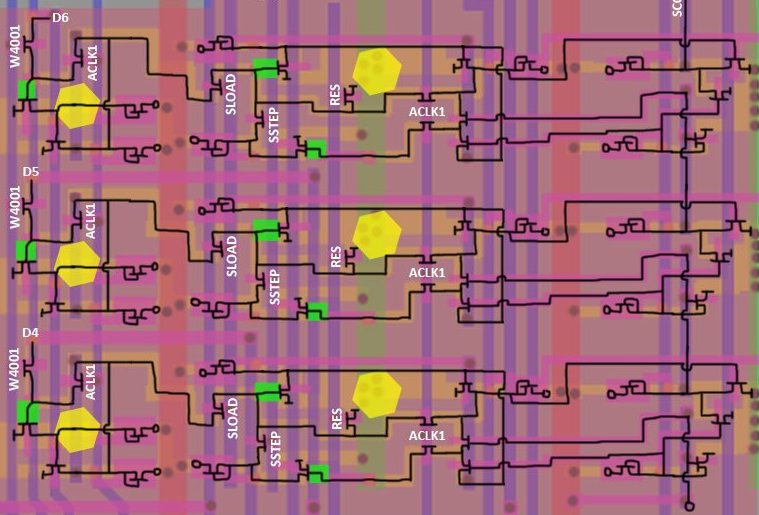 D6
SCO
W4001
ACLK1
SLOAD
SSTEP
RES
ACLK1
D5
W4001
ACLK1
SLOAD
SSTEP
RES
ACLK1
D4
W4001
ACLK1
SLOAD
SSTEP
RES
ACLK1